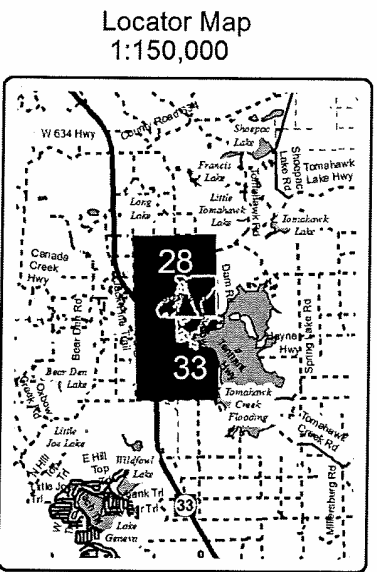 Locator Map
1:150,000
W 634 Hwy
County Road 634
Shoepac
Lake
Shoepac
Lake Rd
Tomahawk
Lake Hwy
Francis
Lake
Tomahawk Rd
Long
Lake
Little
Tomahawk
Lake
Tomahawk
Lake
Canada
Creek
Hwy
28
Dam Rd
Bear Den Rd
Spring Lake Rd
Hwy
33
Bear Den
Lake
Tomahawk
Creek
Flooding
Tomahawk
Creek Rd
Little
Joe Lake
E Hill
Top
Trl
Wildfowl
Lake
N Hill
33
Millersburg Rd
Lake
Geneva